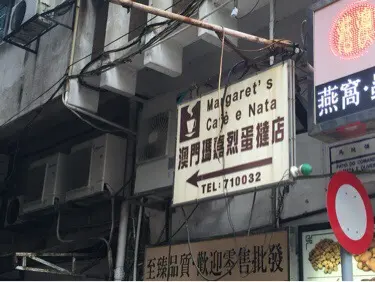 Margaret's
Café e Nata
澳門瑪嘉烈蛋撻店
TEL: 710032
燕窩·
至臻品質·歡迎零售批發